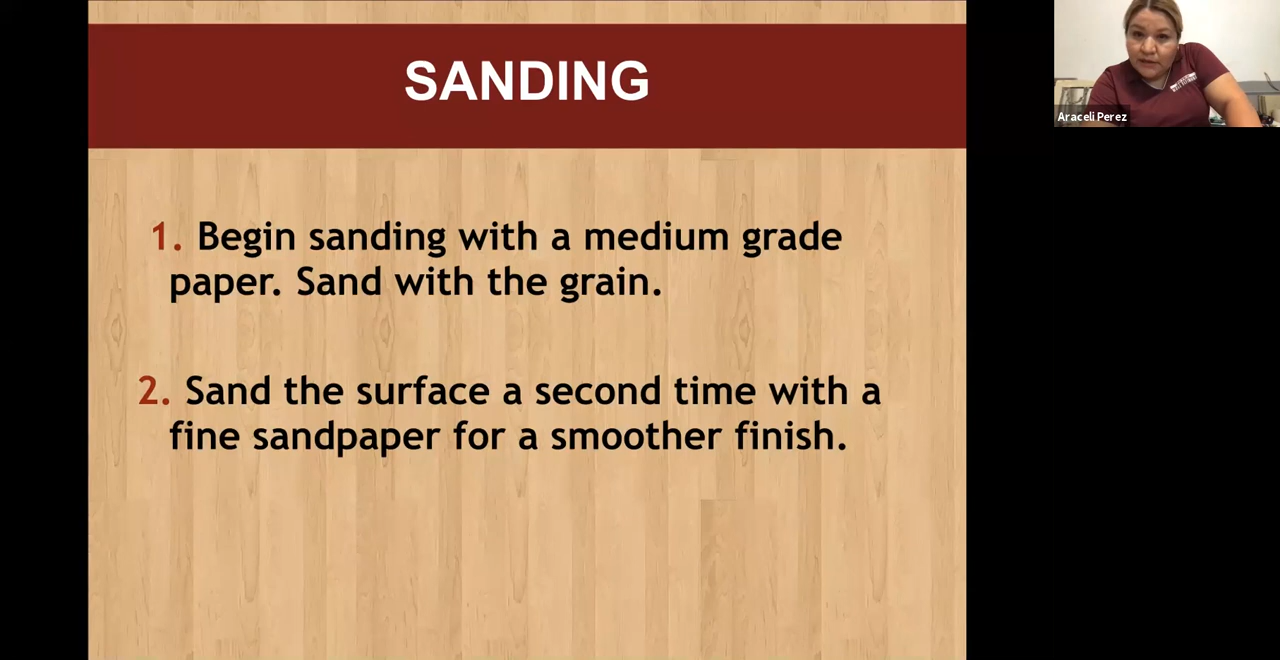 SANDING
1. Begin sanding with a medium grade
paper. Sand with the grain.
2. Sand the surface a second time with a
fine sandpaper for a smoother finish.
Araceli Perez